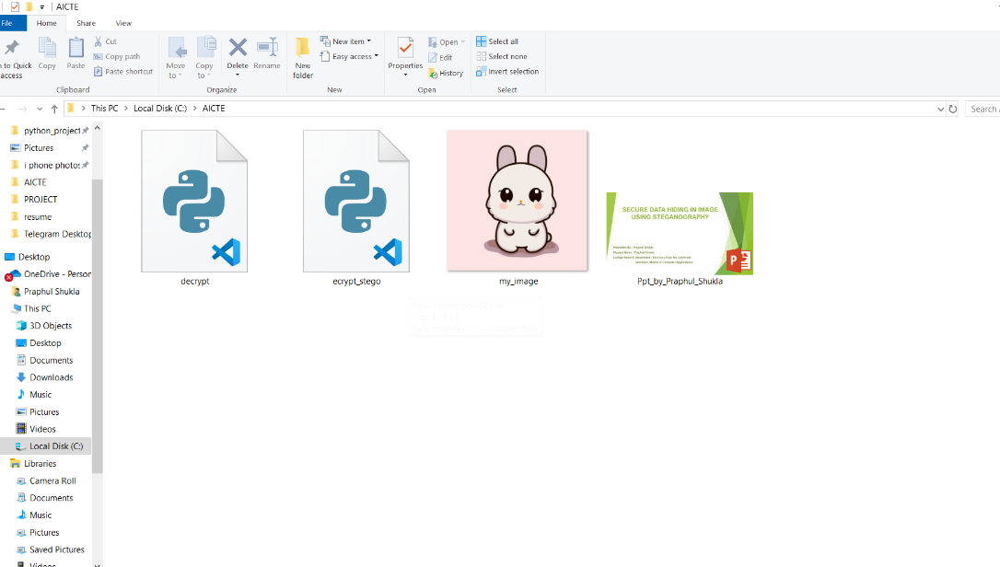 AICTE
File Home Share View
n to Quick access
Copy
Paste
Cut
Copy path
Paste shortcut
Clipboard
Move to
Copy to
Delete
Rename
Organize
New folder
New item
Easy access
New
Properties
Open
Edit
History
Open
Select all
Select none
Invert selection
Select
This PC > Local Disk (C:) > AICTE
Search
python_project
Pictures
i phone photos
AICTE
PROJECT
resume
Telegram Desktop
Desktop
OneDrive - Person
Praphul Shukla
This PC
3D Objects
Desktop
Documents
Downloads
Music
Pictures
Videos
Local Disk (C:)
Libraries
Camera Roll
Documents
Music
Pictures
Saved Pictures
Videos
SECURE DATA HIDING IN IMAGE
USING STEGANOGRAPHY
decrypt
ecrypt_stego
my_image
Ppt_by_Praphul_Shukla